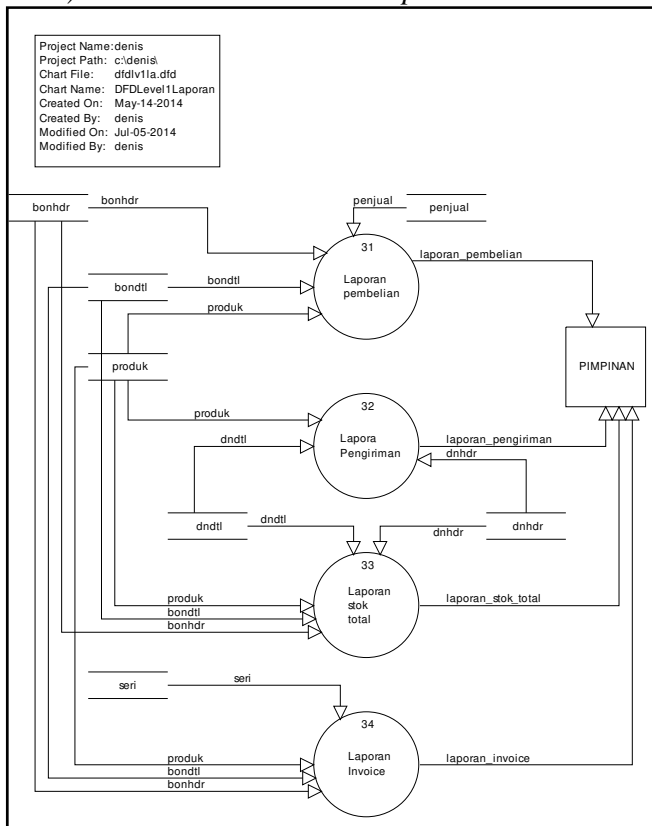 Project Name: denis
Project Path: c:\denis\
Chart File: dfdlv1la.dfd
Chart Name: DFDLevel1Laporan
Created On: May-14-2014
Created By: denis
Modified On: Jul-05-2014
Modified By: denis
bonhdr
bonhdr
penjual
penjual
31
Laporan
pembelian
laporan_pembelian
bondtl
bondtl
produk
produk
PIMPINAN
produk
32
Lapora
Pengiriman
laporan_pengiriman
dndtl
dnhdr
dndtl
dndtl
dnhdr
dnhdr
33
Laporan
stok
total
laporan_stok_total
produk
bondtl
bonhdr
seri
seri
34
Laporan
Invoice
laporan_invoice
produk
bondtl
bonhdr